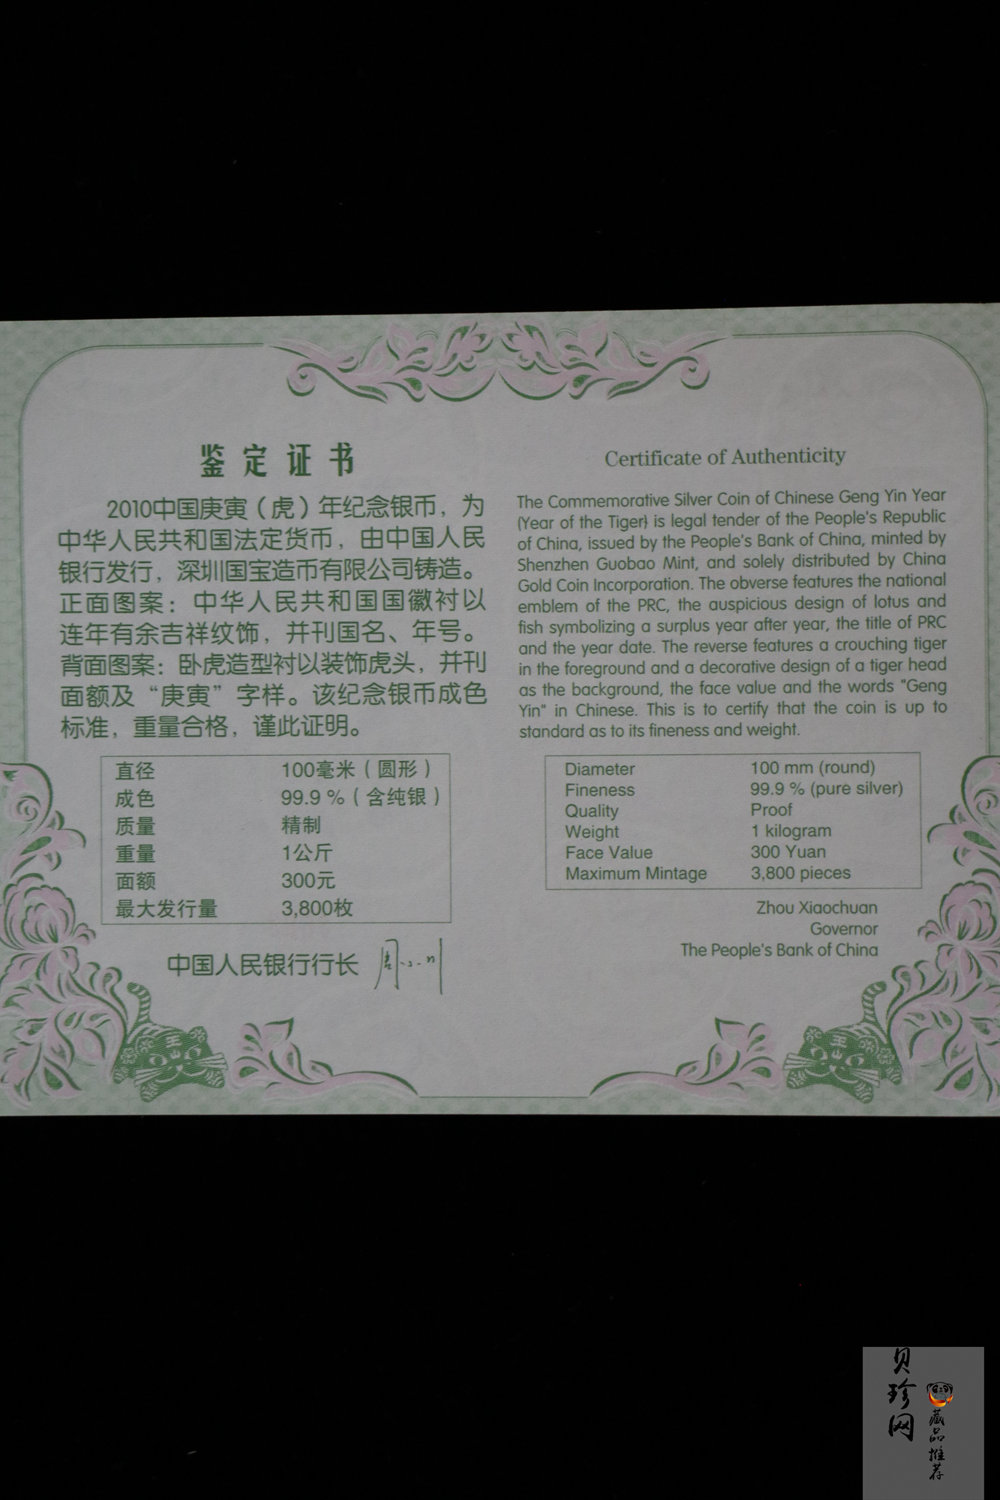 鉴定证书
2010中国庚寅（虎）年纪念银币，为
中华人民共和国法定货币，由中国人民
银行发行，深圳国宝造币有限公司铸造。
正面图案：中华人民共和国国徽衬以
连年有余吉祥纹饰，并刊国名、年号。
背面图案：卧虎造型衬以装饰虎头，并刊
面额及“庚寅”字样。该纪念银币成色
标准，重量合格，谨此证明。
直径 100毫米（圆形）
成色 99.9 %（含纯银）
质量 精制
重量 1公斤
面额 300元
最大发行量 3,800枚
中国人民银行行长 周小川
Certificate of Authenticity
The Commemorative Silver Coin of Chinese Geng Yin Year
(Year of the Tiger) is legal tender of the People's Republic
of China, issued by the People's Bank of China, minted by
Shenzhen Guobao Mint, and solely distributed by China
Gold Coin Incorporation. The obverse features the national
emblem of the PRC, the auspicious design of lotus and
fish symbolizing a surplus year after year, the title of PRC
and the year date. The reverse features a crouching tiger
in the foreground and a decorative design of a tiger head
as the background, the face value and the words "Geng
Yin" in Chinese. This is to certify that the coin is up to
standard as to its fineness and weight.
Diameter 100 mm (round)
Fineness 99.9 % (pure silver)
Quality Proof
Weight 1 kilogram
Face Value 300 Yuan
Maximum Mintage 3,800 pieces
Zhou Xiaochuan
Governor
The People's Bank of China
王
王
贝珍网
藏品推荐